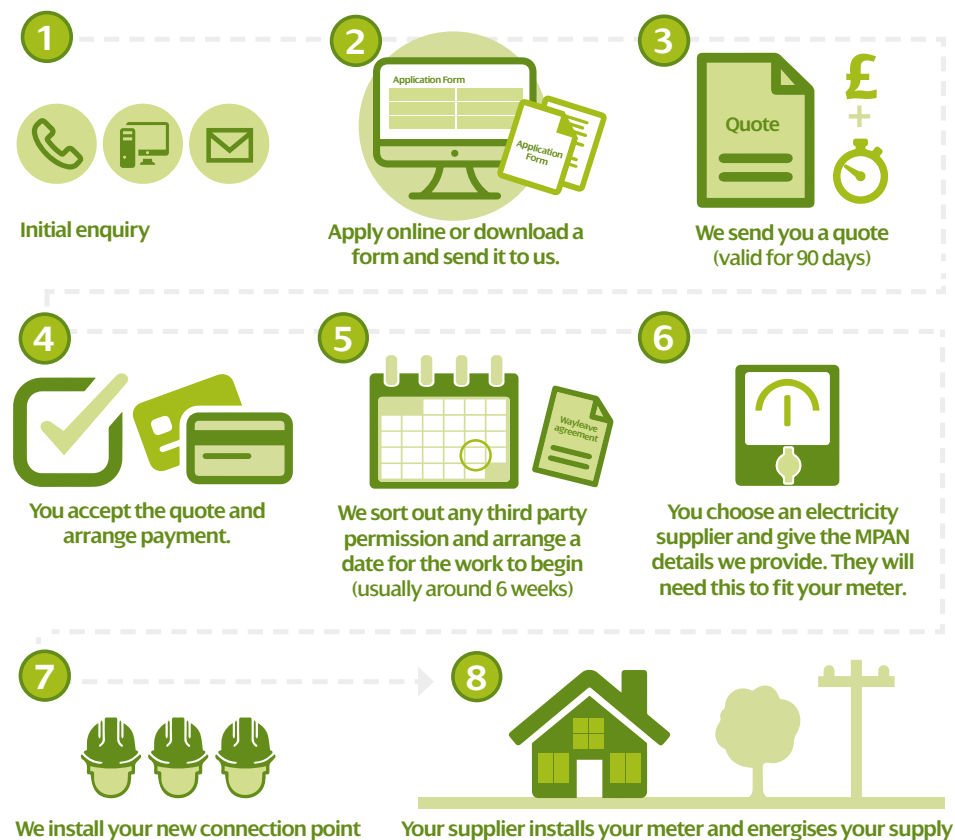 1
Initial enquiry
2
Application Form
Application
Form
Apply online or download a
form and send it to us.
3
Quote
£
+
We send you a quote
(valid for 90 days)
4
You accept the quote and
arrange payment.
5
Wayleave
agreement
We sort out any third party
permission and arrange a
date for the work to begin
(usually around 6 weeks)
6
You choose an electricity
supplier and give the MPAN
details we provide. They will
need this to fit your meter.
7
We install your new connection point
8
Your supplier installs your meter and energises your supply